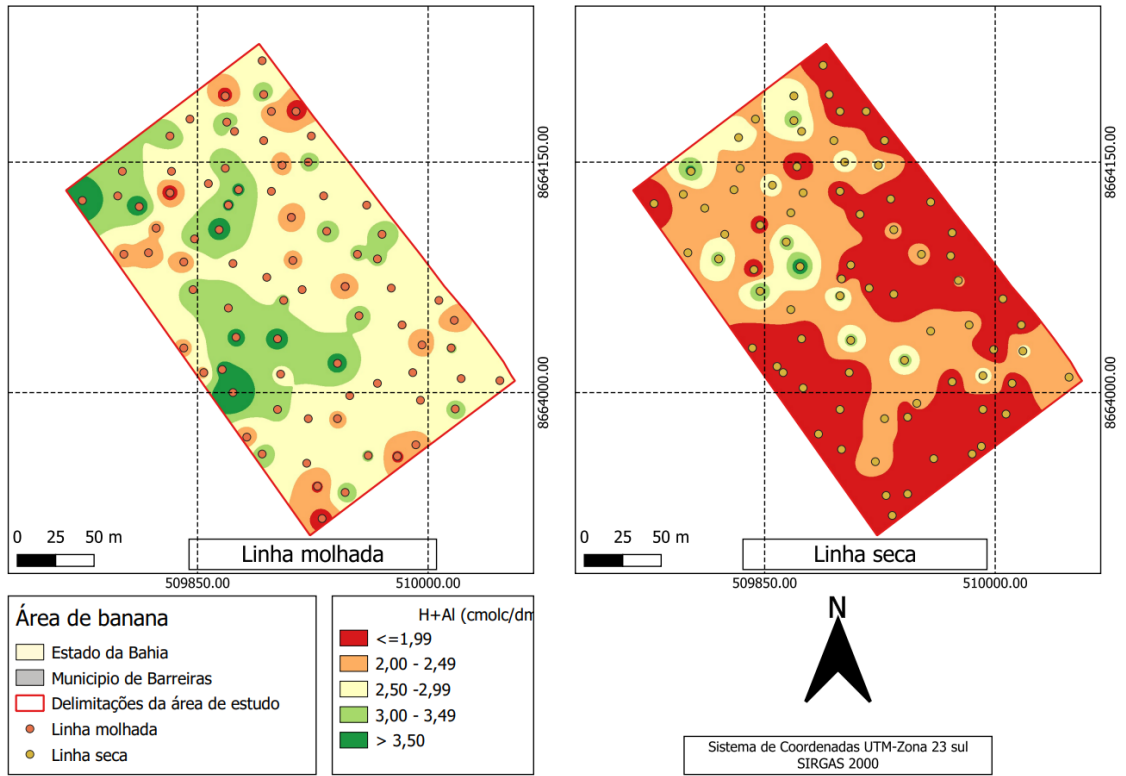 8664150.00
8664000.00
0 25 50 m
Linha molhada
509850.00 510000.00
8664150.00
8664000.00
0 25 50 m
Linha seca
509850.00 510000.00
Área de banana
Estado da Bahia
Municipio de Barreiras
Delimitações da área de estudo
Linha molhada
Linha seca
H+Al (cmolc/dm
<=1,99
2,00 - 2,49
2,50 -2,99
3,00 - 3,49
> 3,50
N
Sistema de Coordenadas UTM-Zona 23 sul
SIRGAS 2000